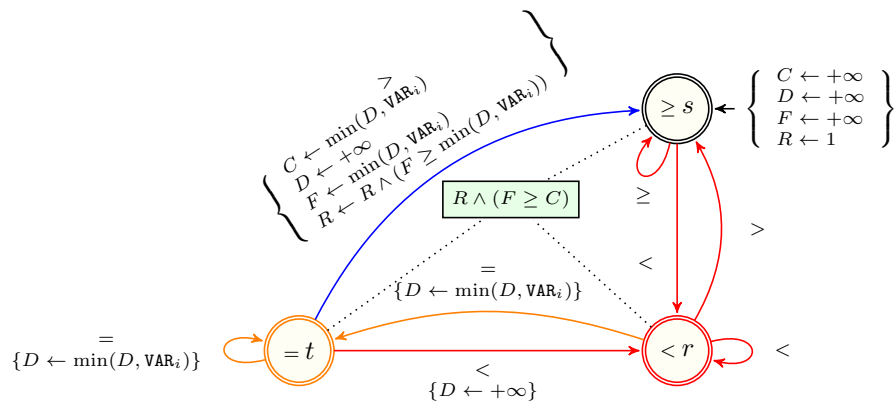 >
C ← min(D, VAR_i)
D ← +∞
F ← min(D, VAR_i)
R ← R ∧ (F ≥ min(D, VAR_i))
≥ s
C ← +∞
D ← +∞
F ← +∞
R ← 1
R ∧ (F ≥ C)
≥
>
<
=
{D ← min(D, VAR_i)}
=
{D ← min(D, VAR_i)}
= t
< r
<
<
{D ← +∞}